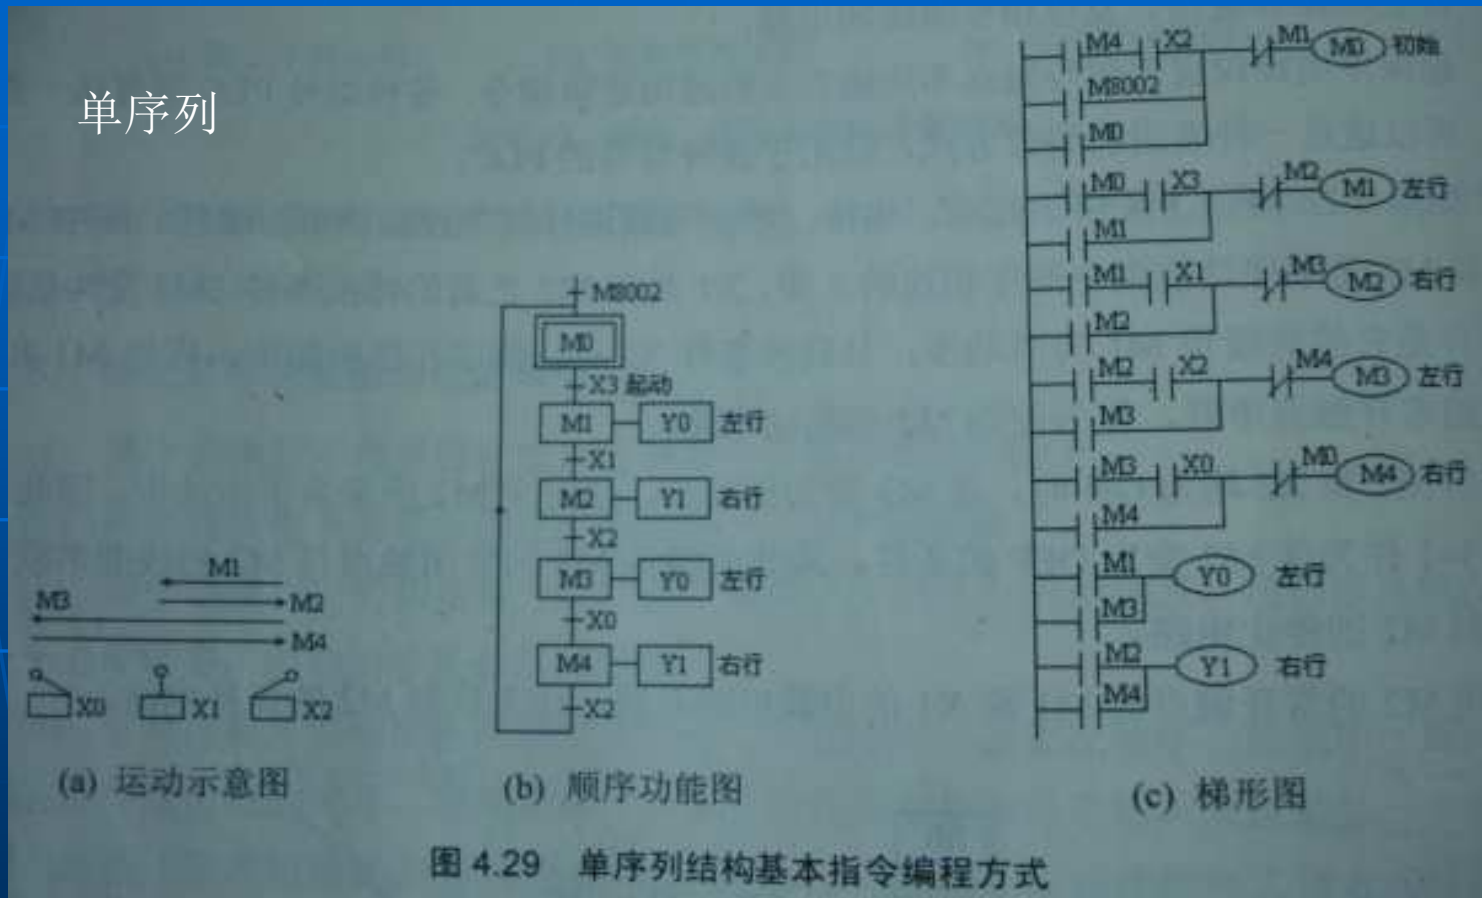 单序列
M1
M3
M2
M4
X0 X1 X2
(a) 运动示意图
M8002
M0
X3 起动
M1 Y0 左行
X1
M2 Y1 右行
X2
M3 Y0 左行
X0
M4 Y1 右行
X2
(b) 顺序功能图
M4 X2 M1 M0 初始
M8002
M0
M0 X3 M2 M1 左行
M1
M1 X1 M3 M2 右行
M2
M2 X2 M4 M3 左行
M3
M3 X0 M0 M4 右行
M4
M1 Y0 左行
M3
M2 Y1 右行
M4
(c) 梯形图
图 4.29 单序列结构基本指令编程方式